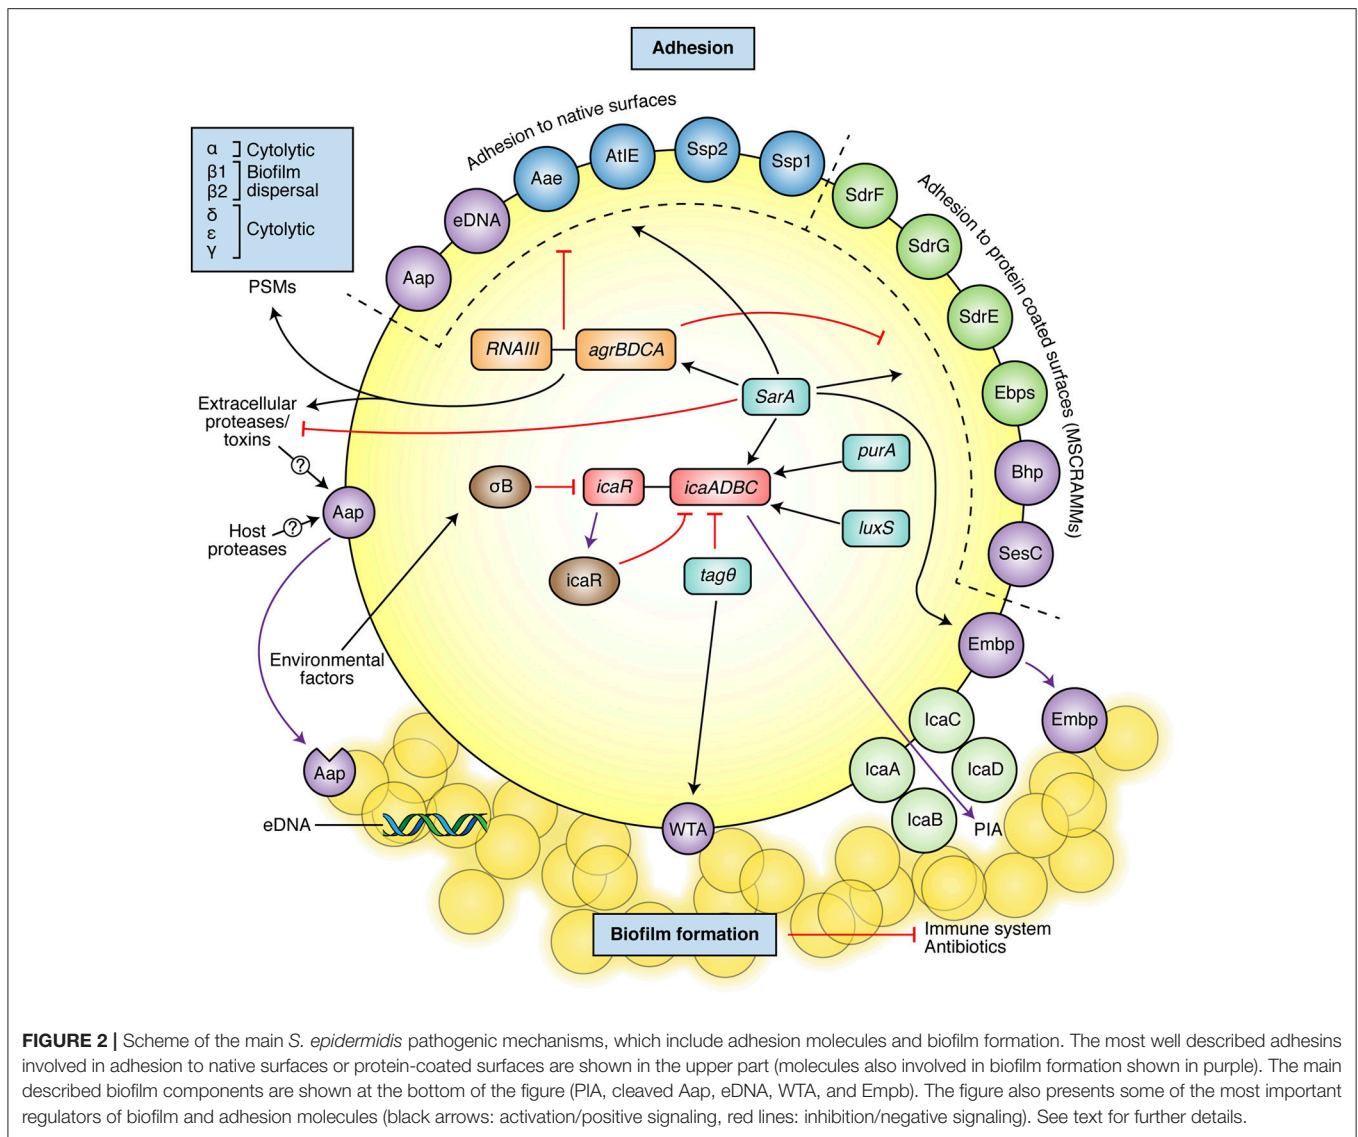 Adhesion
Adhesion to native surfaces
α Cytolytic
β1 Biofilm
β2 dispersal
δ
ε Cytolytic
γ
PSMs
Aap
eDNA
Aae
AtlE
Ssp2
Ssp1
Adhesion to protein coated surfaces (MSCRAMMs)
SdrF
SdrG
SdrE
Ebps
Bhp
SesC
RNAIII
agrBDCA
SarA
Extracellular
proteases/
toxins
?
Aap
Host
proteases
?
σB
icaR
icaADBC
purA
luxS
icaR
tagθ
Environmental
factors
Embp
Embp
IcaC
IcaA
IcaD
IcaB
PIA
Aap
eDNA
WTA
Biofilm formation
Immune system
Antibiotics
FIGURE 2 | Scheme of the main S. epidermidis pathogenic mechanisms, which include adhesion molecules and biofilm formation. The most well described adhesins
involved in adhesion to native surfaces or protein-coated surfaces are shown in the upper part (molecules also involved in biofilm formation shown in purple). The main
described biofilm components are shown at the bottom of the figure (PIA, cleaved Aap, eDNA, WTA, and Empb). The figure also presents some of the most important
regulators of biofilm and adhesion molecules (black arrows: activation/positive signaling, red lines: inhibition/negative signaling). See text for further details.